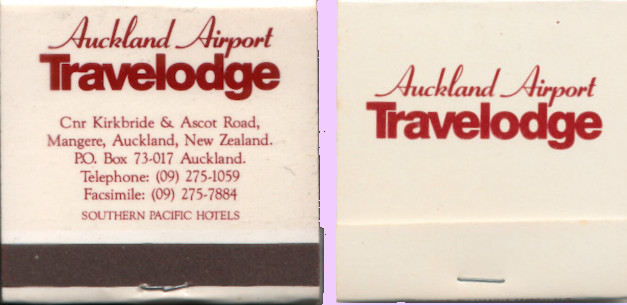 Auckland Airport
Travelodge
Cnr Kirkbride & Ascot Road,
Mangere, Auckland, New Zealand.
P.O. Box 73-017 Auckland.
Telephone: (09) 275-1059
Facsimile: (09) 275-7884
SOUTHERN PACIFIC HOTELS
Auckland Airport
Travelodge